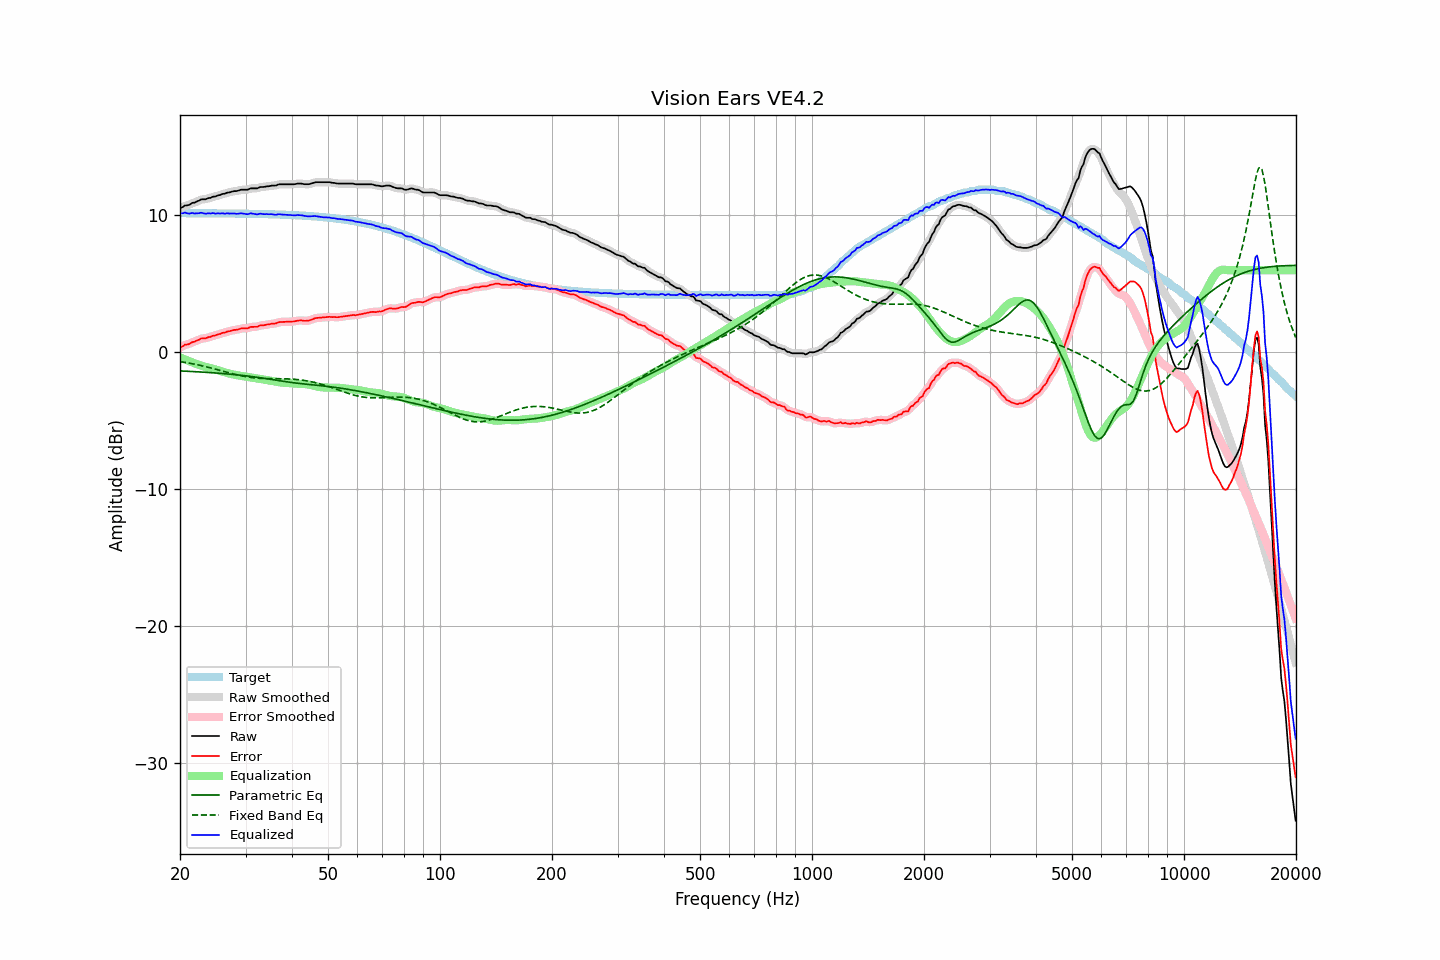 Vision Ears VE4.2
Amplitude (dBr)
10
0
−10
−20
−30
Target
Raw Smoothed
Error Smoothed
Raw
Error
Equalization
Parametric Eq
Fixed Band Eq
Equalized
20 50 100 200 500 1000 2000 5000 10000 20000
Frequency (Hz)